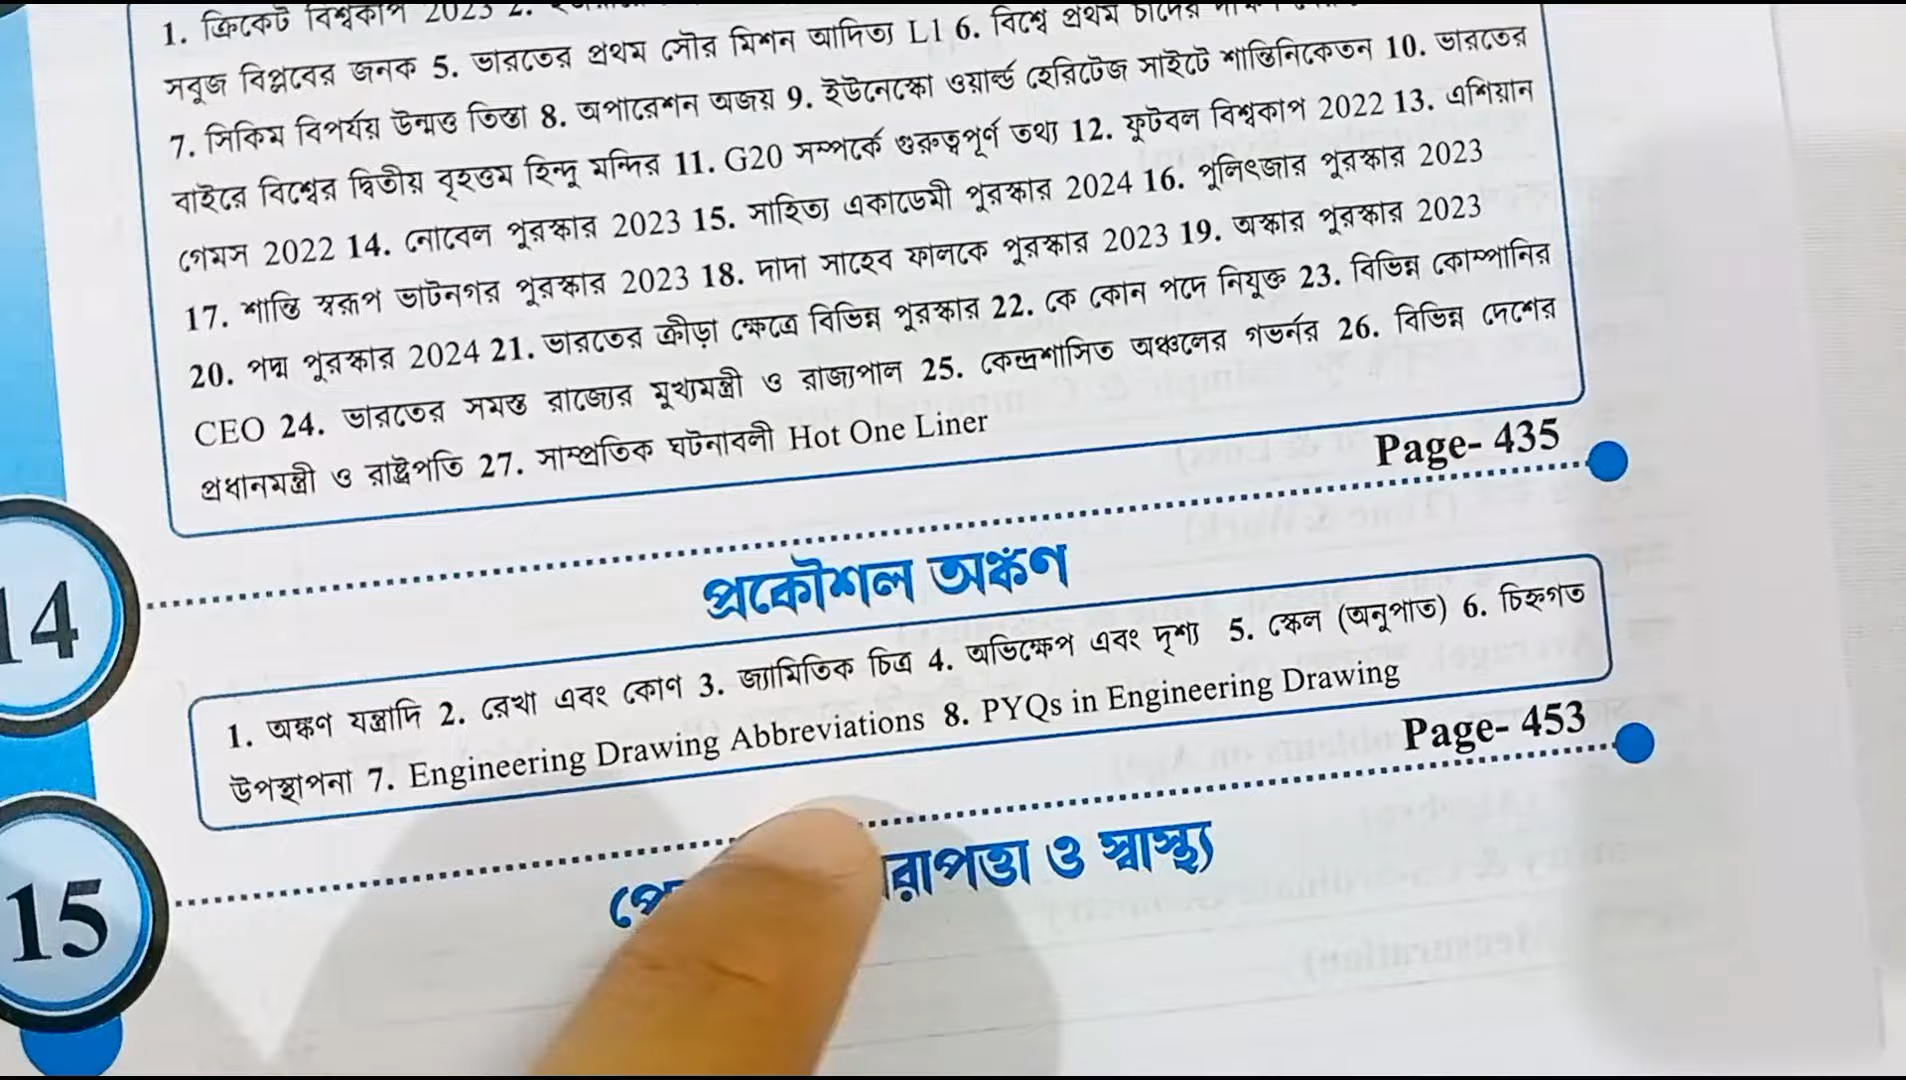 1. ক্রিকেট বিশ্বকাপ 2023 2.
সবুজ বিপ্লবের জনক 5. ভারতের প্রথম সৌর মিশন আদিত্য L1 6. বিশ্বে প্রথম চাঁদের
7. সিকিম বিপর্যয় উন্মত্ত তিস্তা 8. অপারেশন অজয় 9. ইউনেস্কো ওয়ার্ল্ড হেরিটেজ সাইটে শান্তিনিকেতন 10. ভারতের
বাইরে বিশ্বের দ্বিতীয় বৃহত্তম হিন্দু মন্দির 11. G20 সম্পর্কে গুরুত্বপূর্ণ তথ্য 12. ফুটবল বিশ্বকাপ 2022 13. এশিয়ান
গেমস 2022 14. নোবেল পুরস্কার 2023 15. সাহিত্য একাডেমী পুরস্কার 2024 16. পুলিৎজার পুরস্কার 2023
17. শান্তি স্বরূপ ভাটনগর পুরস্কার 2023 18. দাদা সাহেব ফালকে পুরস্কার 2023 19. অস্কার পুরস্কার 2023
20. পদ্ম পুরস্কার 2024 21. ভারতের ক্রীড়া ক্ষেত্রে বিভিন্ন পুরস্কার 22. কে কোন পদে নিযুক্ত 23. বিভিন্ন কোম্পানির
CEO 24. ভারতের সমস্ত রাজ্যের মুখ্যমন্ত্রী ও রাজ্যপাল 25. কেন্দ্রশাসিত অঞ্চলের গভর্নর 26. বিভিন্ন দেশের
প্রধানমন্ত্রী ও রাষ্ট্রপতি 27. সাম্প্রতিক ঘটনাবলী Hot One Liner
Page- 435
14
প্রকৌশল অঙ্কণ
1. অঙ্কণ যন্ত্রাদি 2. রেখা এবং কোণ 3. জ্যামিতিক চিত্র 4. অভিক্ষেপ এবং দৃশ্য 5. স্কেল (অনুপাত) 6. চিহ্নগত
উপস্থাপনা 7. Engineering Drawing Abbreviations 8. PYQs in Engineering Drawing
Page- 453
15
ও স্বাস্থ্য